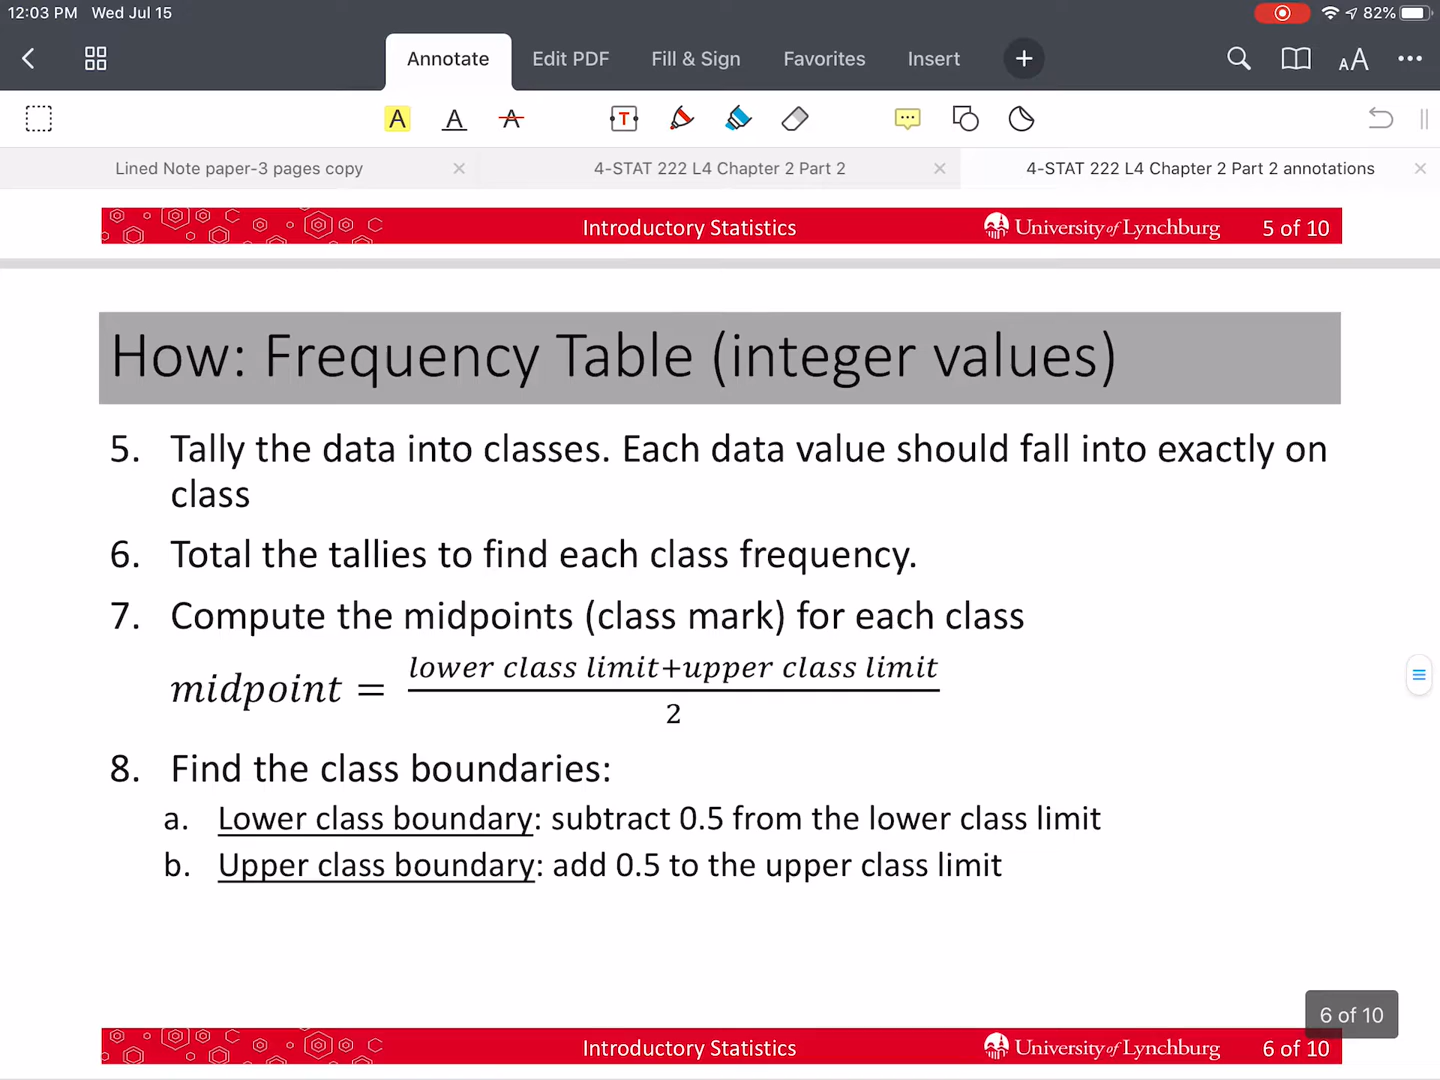 12:03 PM Wed Jul 15 82%
Annotate Edit PDF Fill & Sign Favorites Insert + AA
A A A T
Lined Note paper-3 pages copy 4-STAT 222 L4 Chapter 2 Part 2 4-STAT 222 L4 Chapter 2 Part 2 annotations
Introductory Statistics University of Lynchburg 5 of 10
How: Frequency Table (integer values)
5. Tally the data into classes. Each data value should fall into exactly on
class
6. Total the tallies to find each class frequency.
7. Compute the midpoints (class mark) for each class
midpoint = lower class limit+upper class limit
2
8. Find the class boundaries:
a. Lower class boundary: subtract 0.5 from the lower class limit
b. Upper class boundary: add 0.5 to the upper class limit
6 of 10
Introductory Statistics University of Lynchburg 6 of 10